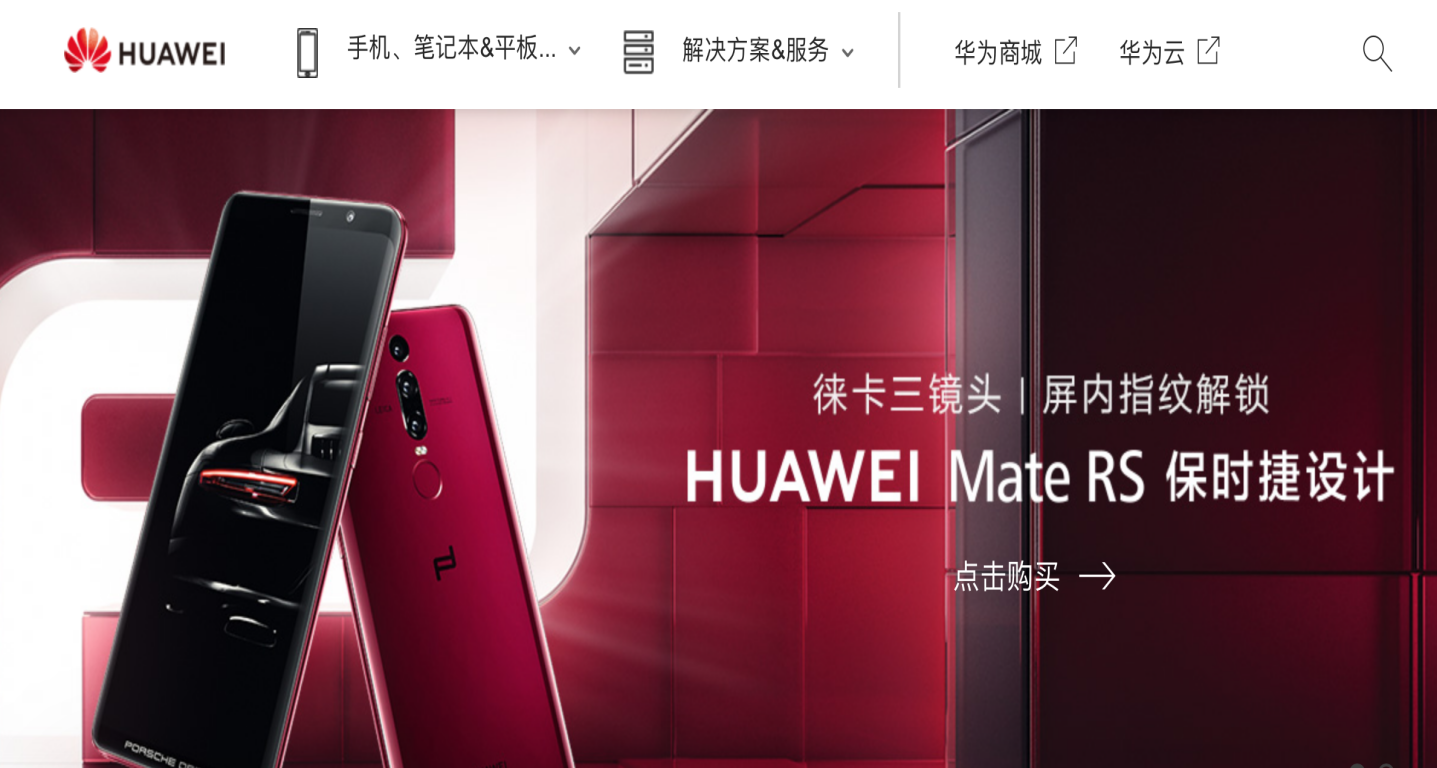 HUAWEI
手机、笔记本&平板...
解决方案&服务
华为商城
华为云
徕卡三镜头 | 屏内指纹解锁
HUAWEI Mate RS 保时捷设计
点击购买
PORSCHE DE